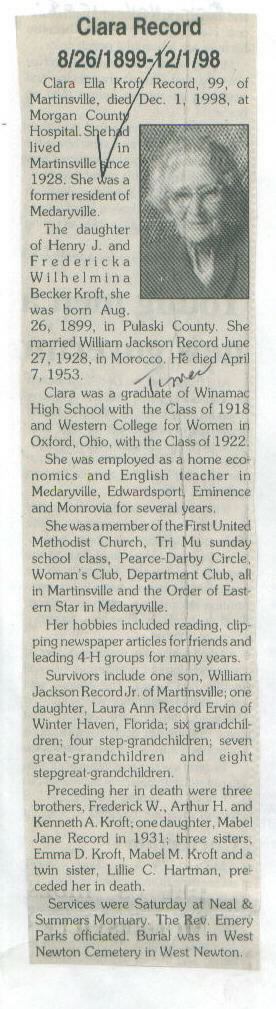 Clara Record
8/26/1899-12/1/98
Clara Ella Kroft Record, 99, of
Martinsville, died Dec. 1, 1998, at
Morgan County
Hospital. She had
lived in
Martinsville since
1928. She was a
former resident of
Medaryville.
The daughter
of Henry J. and
Fredericka
Wilhelmina
Becker Kroft, she
was born Aug.
26, 1899, in Pulaski County. She
married William Jackson Record June
27, 1928, in Morocco. He died April
7, 1953.
Times
Clara was a graduate of Winamac
High School with the Class of 1918
and Western College for Women in
Oxford, Ohio, with the Class of 1922.
She was employed as a home eco-
nomics and English teacher in
Medaryville, Edwardsport, Eminence
and Monrovia for several years.
She was a member of the First United
Methodist Church, Tri Mu sunday
school class, Pearce-Darby Circle,
Woman's Club, Department Club, all
in Martinsville and the Order of East-
ern Star in Medaryville.
Her hobbies included reading, clip-
ping newspaper articles for friends and
leading 4-H groups for many years.
Survivors include one son, William
Jackson Record Jr. of Martinsville; one
daughter, Laura Ann Record Ervin of
Winter Haven, Florida; six grandchil-
dren; four step-grandchildren; seven
great-grandchildren and eight
stepgreat-grandchildren.
Preceding her in death were three
brothers, Frederick W., Arthur H. and
Kenneth A. Kroft; one daughter, Mabel
Jane Record in 1931; three sisters,
Emma D. Kroft, Mabel M. Kroft and a
twin sister, Lillie C. Hartman, pre-
ceded her in death.
Services were Saturday at Neal &
Summers Mortuary. The Rev. Emery
Parks officiated. Burial was in West
Newton Cemetery in West Newton.